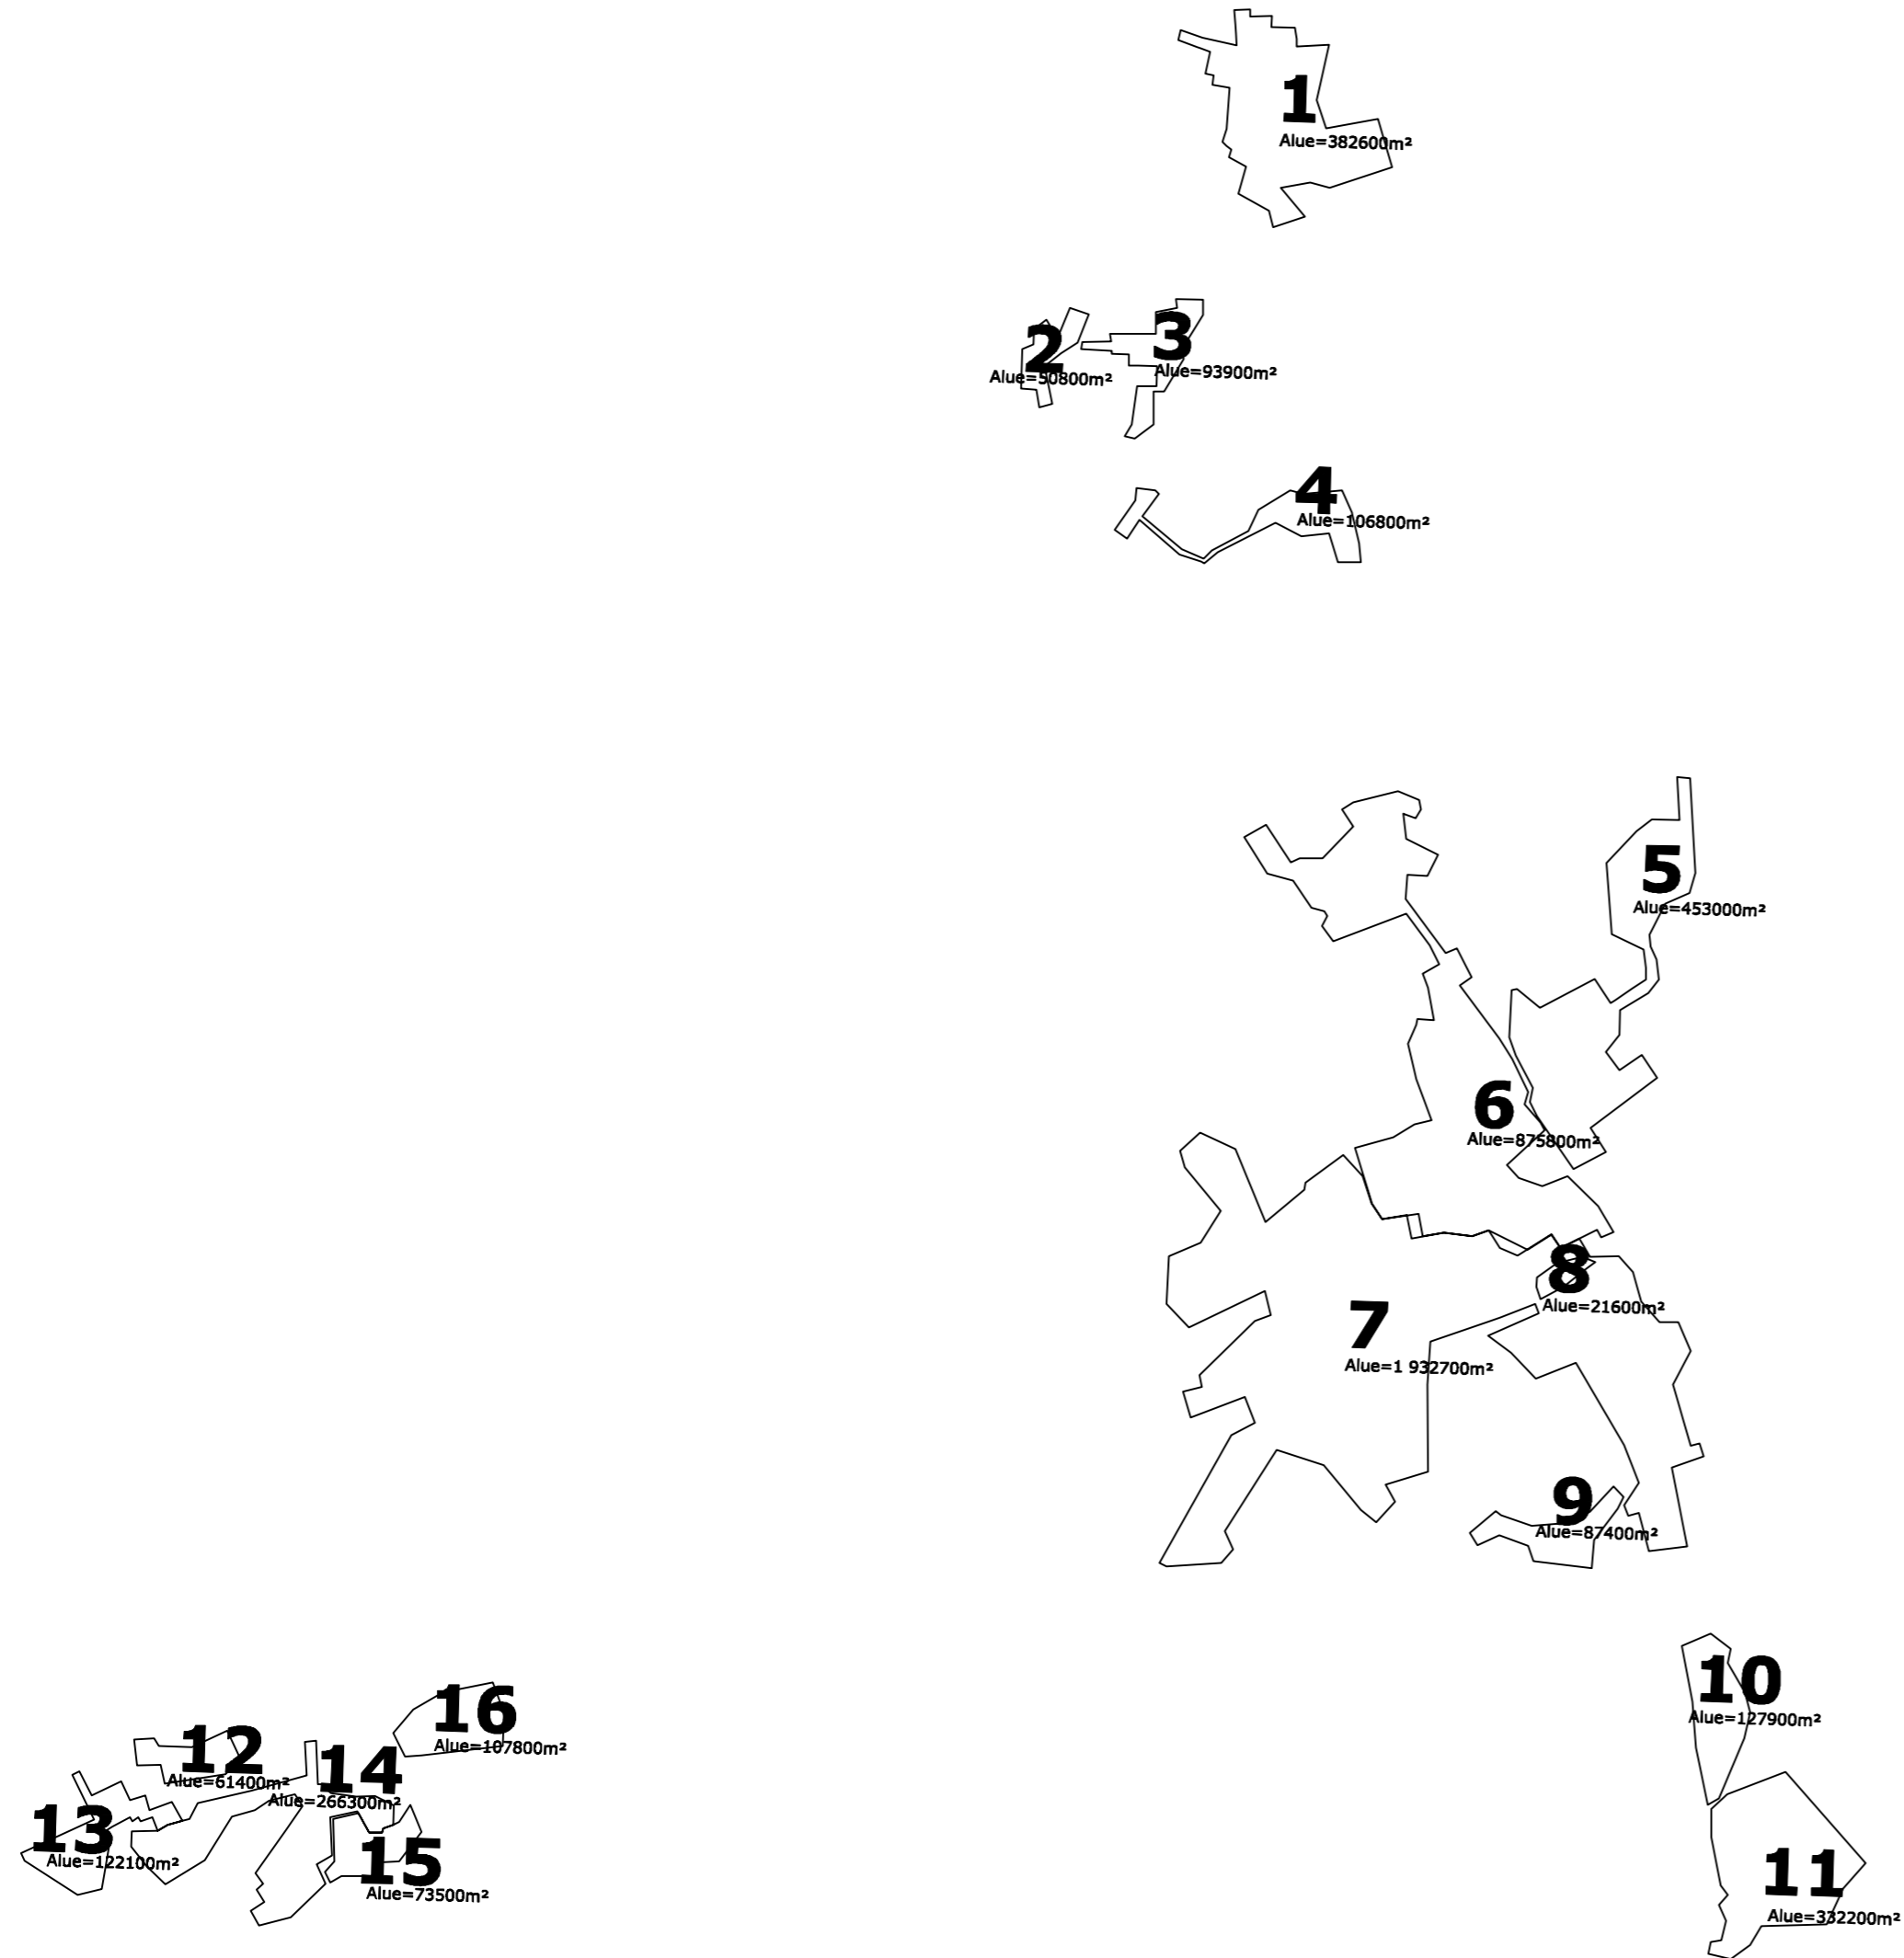 1
Alue=382600m²
2
Alue=50800m²
3
Alue=93900m²
4
Alue=106800m²
5
Alue=453000m²
6
Alue=875800m²
8
Alue=21600m²
7
Alue=1 932700m²
9
Alue=87400m²
10
Alue=127900m²
16
Alue=107800m²
12
Alue=61400m²
14
Alue=266300m²
13
Alue=122100m²
15
Alue=73500m²
11
Alue=332200m²